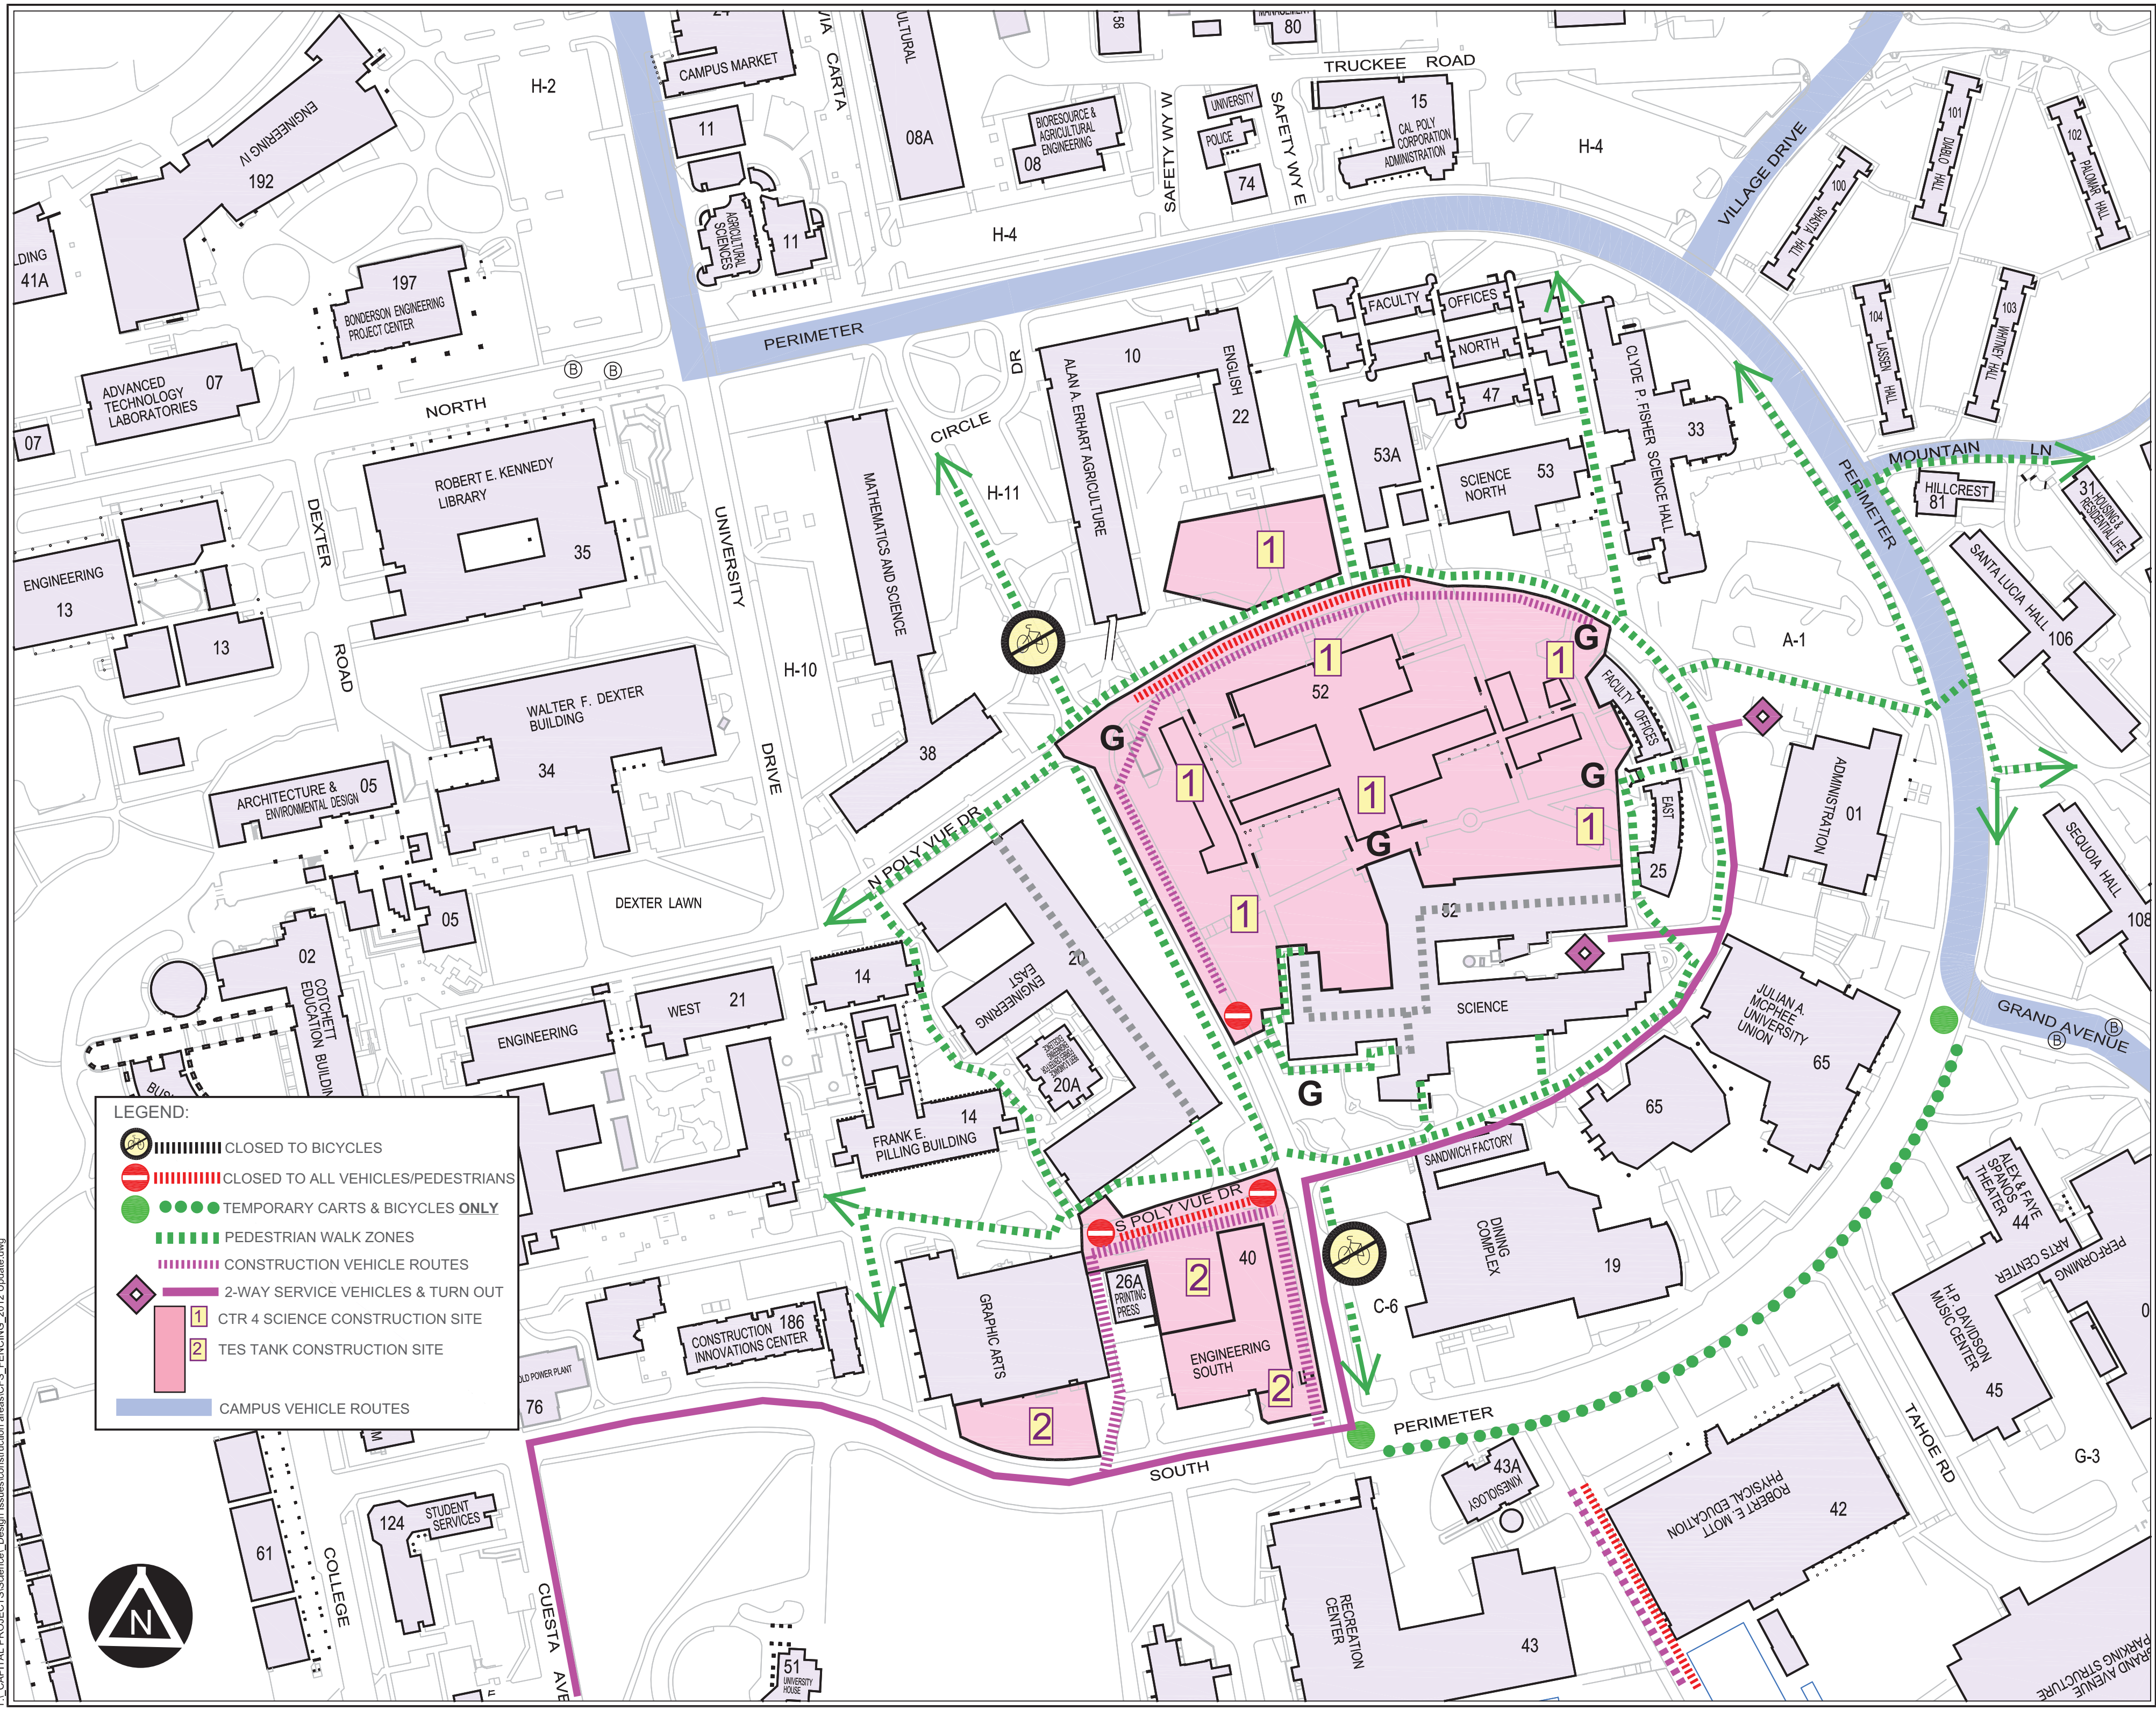 H-2
CAMPUS MARKET
VIA CARTA
ULTURAL
08A
58
80
TRUCKEE ROAD
15
CAL POLY
CORPORATION
ADMINISTRATION
UNIVERSITY
POLICE
74
SAFETY WY W
SAFETY WY E
BIORESOURCE &
AGRICULTURAL
ENGINEERING
08
H-4
H-4
VILLAGE DRIVE
100
SHASTA HALL
101
DIABLO HALL
102
PALOMAR HALL
103
WHITNEY HALL
104
LASSEN HALL
ENGINEERING IV
192
11
AGRICULTURAL
SCIENCES
11
LDING
41A
197
BONDERSON ENGINEERING
PROJECT CENTER
ADVANCED
TECHNOLOGY
LABORATORIES
07
07
B
B
NORTH
PERIMETER
CIRCLE
DR
H-11
10
ALAN A. ERHART AGRICULTURE
ENGLISH
22
FACULTY
OFFICES
NORTH
47
53A
SCIENCE
NORTH
53
CLYDE P. FISHER SCIENCE HALL
33
PERIMETER
MOUNTAIN LN
HILLCREST
81
31
HOUSING &
RESIDENTIAL LIFE
SANTA LUCIA HALL
106
A-1
ROBERT E. KENNEDY
LIBRARY
35
DEXTER
ROAD
UNIVERSITY
DRIVE
MATHEMATICS AND SCIENCE
38
H-10
ENGINEERING
13
13
WALTER F. DEXTER
BUILDING
34
ARCHITECTURE &
ENVIRONMENTAL DESIGN
05
05
DEXTER LAWN
N POLY VUE DR
1
1
1
1
1
1
1
G
G
G
G
G
52
52
SCIENCE
FACULTY OFFICES
EAST
25
ADMINISTRATION
01
SEQUOIA HALL
108
GRAND AVENUE
B
B
JULIAN A.
MCPHEE
UNIVERSITY
UNION
65
65
02
COTCHETT
EDUCATION BUILDIN
BUSI
ENGINEERING
WEST
21
14
FRANK E.
PILLING BUILDING
14
20
ENGINEERING
EAST
20A
SANDWICH FACTORY
DINING
COMPLEX
19
C-6
S POLY VUE DR
2
2
2
40
26A
PRINTING
PRESS
ENGINEERING
SOUTH
GRAPHIC ARTS
CONSTRUCTION
INNOVATIONS CENTER
186
OLD POWER PLANT
76
ALEX & FAYE
SPANOS
THEATER
44
PERFORMING
ARTS CENTER
H.P. DAVIDSON
MUSIC CENTER
45
TAHOE RD
G-3
PERIMETER
SOUTH
43A
KINESIOLOGY
ROBERT E. MOTT
PHYSICAL EDUCATION
42
RECREATION
CENTER
43
GRAND AVENUE
PARKING STRUCTURE
LEGEND:
CLOSED TO BICYCLES
CLOSED TO ALL VEHICLES/PEDESTRIANS
TEMPORARY CARTS & BICYCLES ONLY
PEDESTRIAN WALK ZONES
CONSTRUCTION VEHICLE ROUTES
2-WAY SERVICE VEHICLES & TURN OUT
1 CTR 4 SCIENCE CONSTRUCTION SITE
2 TES TANK CONSTRUCTION SITE
CAMPUS VEHICLE ROUTES
124
STUDENT
SERVICES
61
COLLEGE
CUESTA AVE
51
UNIVERSITY
HOUSE
N